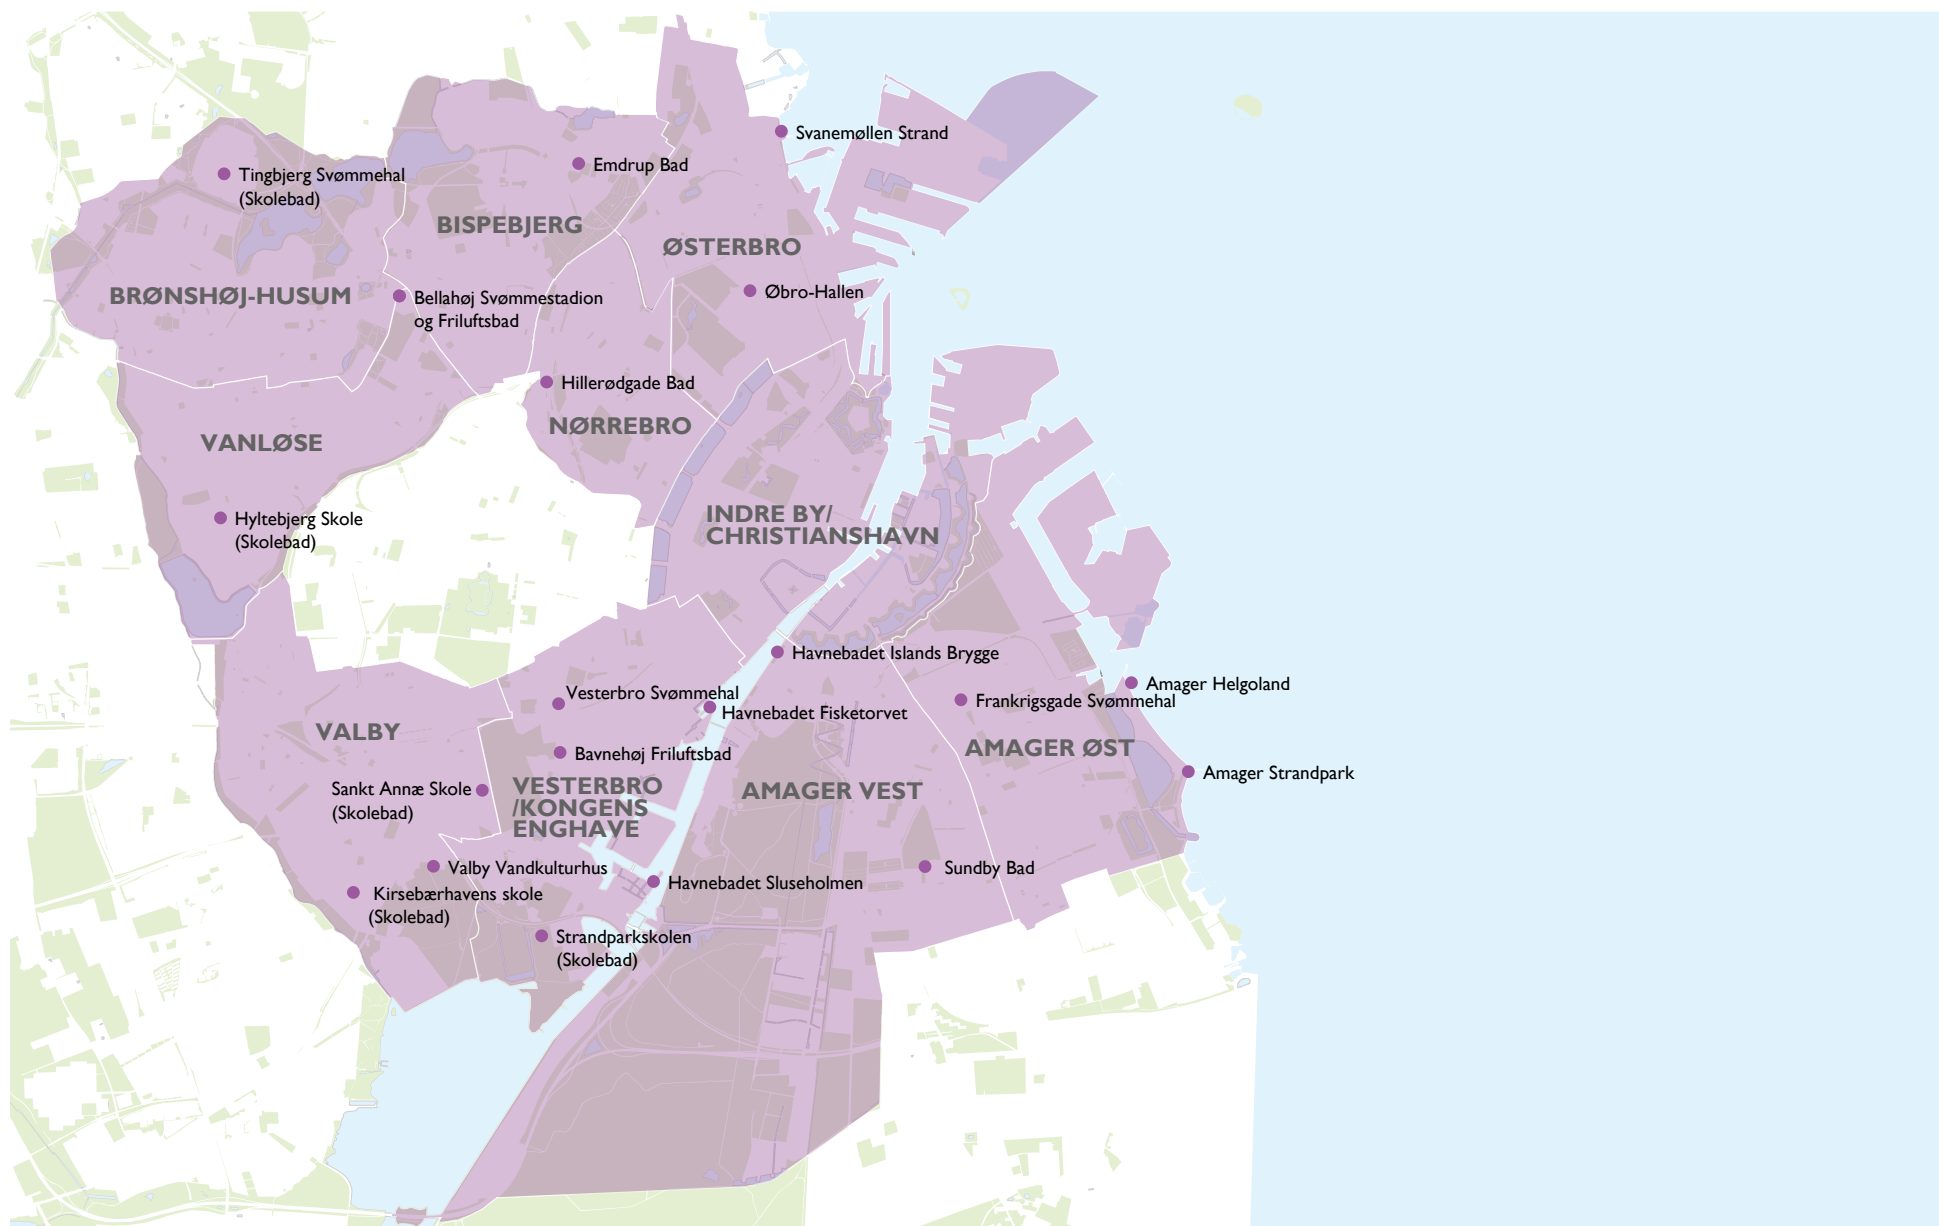 Svanemøllen Strand
Emdrup Bad
Tingbjerg Svømmehal
(Skolebad)
BISPEBJERG
ØSTERBRO
BRØNSHØJ-HUSUM
Øbro-Hallen
Bellahøj Svømmestadion
og Friluftsbad
Hillerødgade Bad
NØRREBRO
VANLØSE
Hyltebjerg Skole
(Skolebad)
INDRE BY/
CHRISTIANSHAVN
Havnebadet Islands Brygge
Amager Helgoland
Vesterbro Svømmehal
Frankrigsgade Svømmehal
Havnebadet Fisketorvet
VALBY
AMAGER ØST
Bavnehøj Friluftsbad
Amager Strandpark
Sankt Annæ Skole
(Skolebad)
VESTERBRO
/KONGENS
ENGHAVE
AMAGER VEST
Valby Vandkulturhus
Sundby Bad
Havnebadet Sluseholmen
Kirsebærhavens skole
(Skolebad)
Strandparkskolen
(Skolebad)